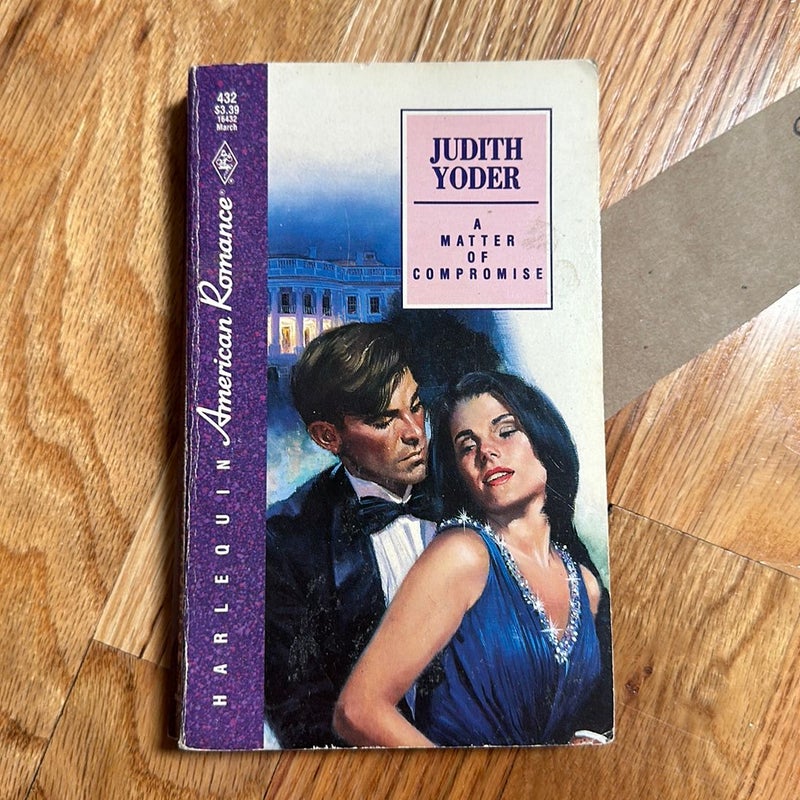 432
$3.39
16432
March
HARLEQUIN American Romance®
JUDITH
YODER
A
MATTER
OF
COMPROMISE